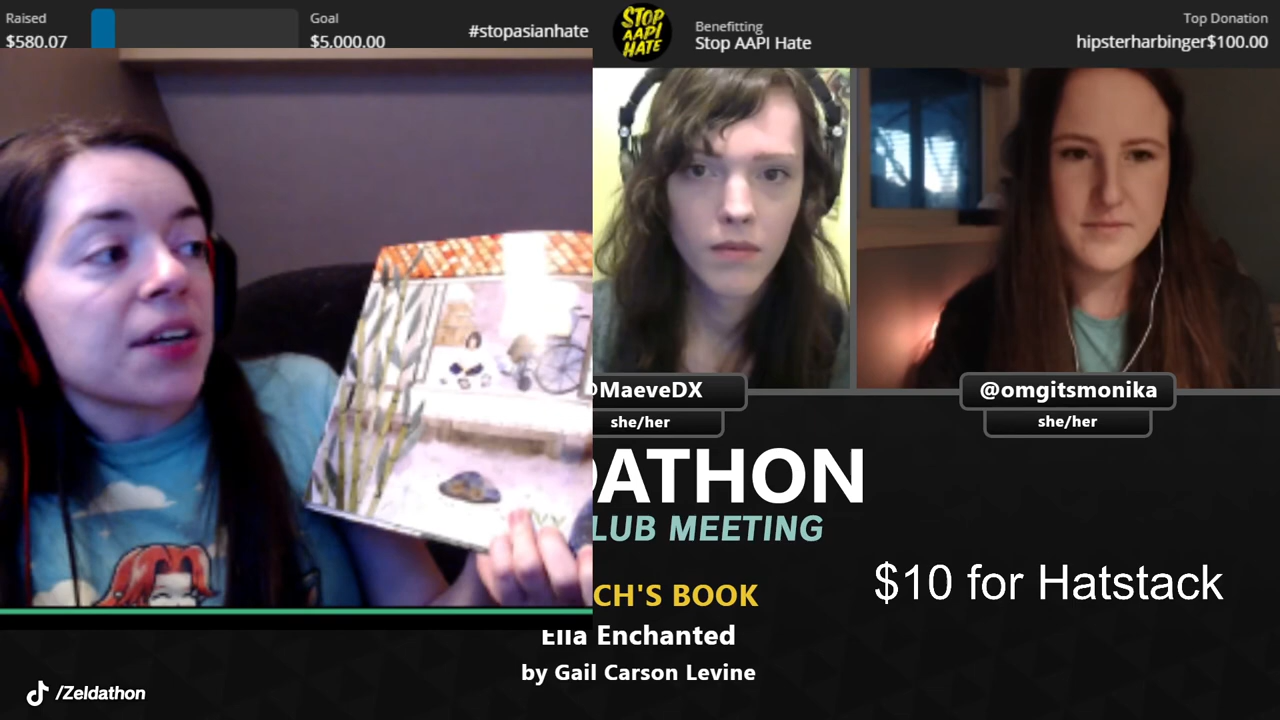 Raised
$580.07
Goal
$5,000.00
#stopasianhate
STOP
AAPI
HATE
Benefitting
Stop AAPI Hate
Top Donation
hipsterharbinger$100.00
@MaeveDX
she/her
@omgitsmonika
she/her
DATHON
LUB MEETING
CH'S BOOK
$10 for Hatstack
Ella Enchanted
by Gail Carson Levine
/Zeldathon